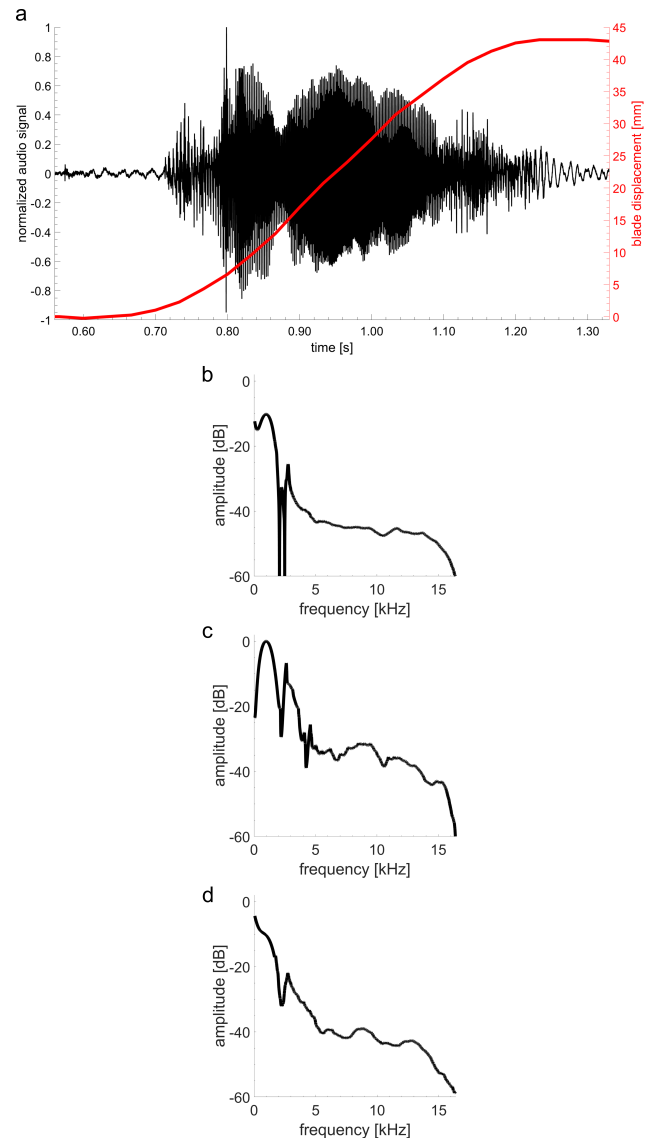 a
1
0.8
0.6
0.4
0.2
0
-0.2
-0.4
-0.6
-0.8
-1
normalized audio signal
45
40
35
30
25
20
15
10
5
0
blade displacement [mm]
0.60 0.70 0.80 0.90 1.00 1.10 1.20 1.30
time [s]
b
0
-20
-40
-60
amplitude [dB]
0 5 10 15
frequency [kHz]
c
0
-20
-40
-60
amplitude [dB]
0 5 10 15
frequency [kHz]
d
0
-20
-40
-60
amplitude [dB]
0 5 10 15
frequency [kHz]